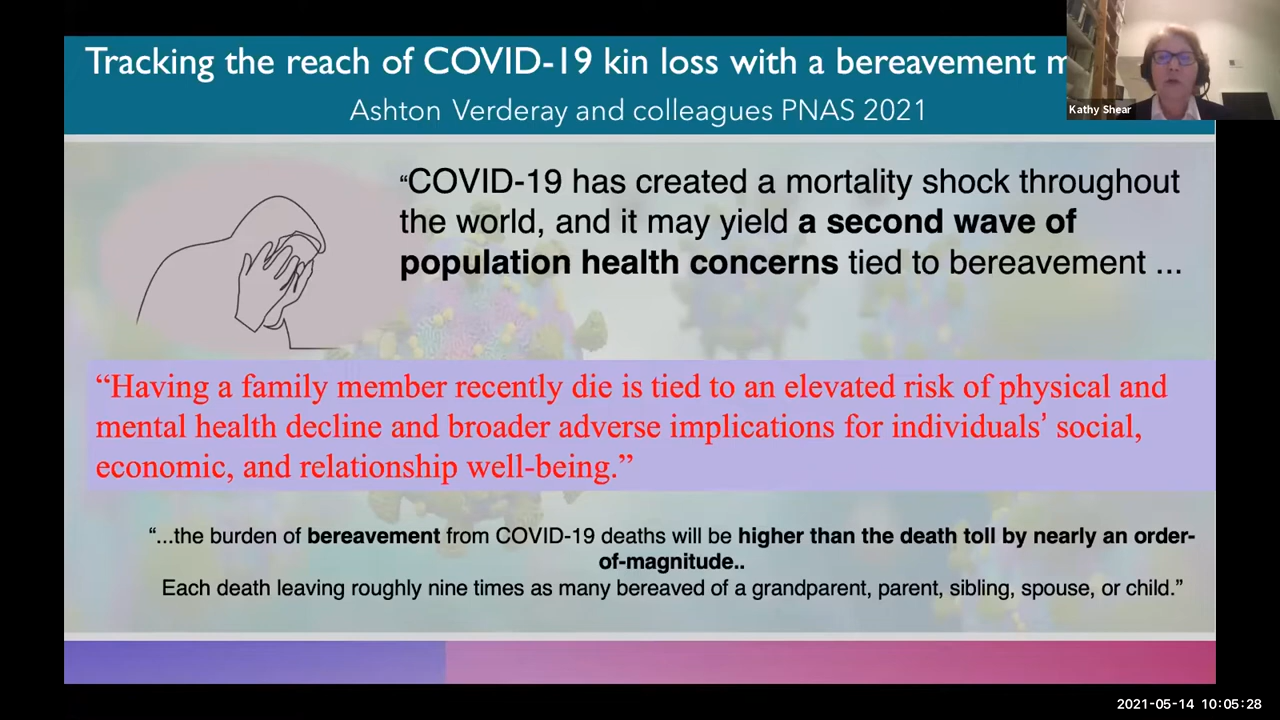 Tracking the reach of COVID-19 kin loss with a bereavement m
Ashton Verderay and colleagues PNAS 2021
Kathy Shear
“COVID-19 has created a mortality shock throughout
the world, and it may yield a second wave of
population health concerns tied to bereavement ...
“Having a family member recently die is tied to an elevated risk of physical and
mental health decline and broader adverse implications for individuals’ social,
economic, and relationship well-being.”
“...the burden of bereavement from COVID-19 deaths will be higher than the death toll by nearly an order-
of-magnitude..
Each death leaving roughly nine times as many bereaved of a grandparent, parent, sibling, spouse, or child.”
2021-05-14 10:05:28